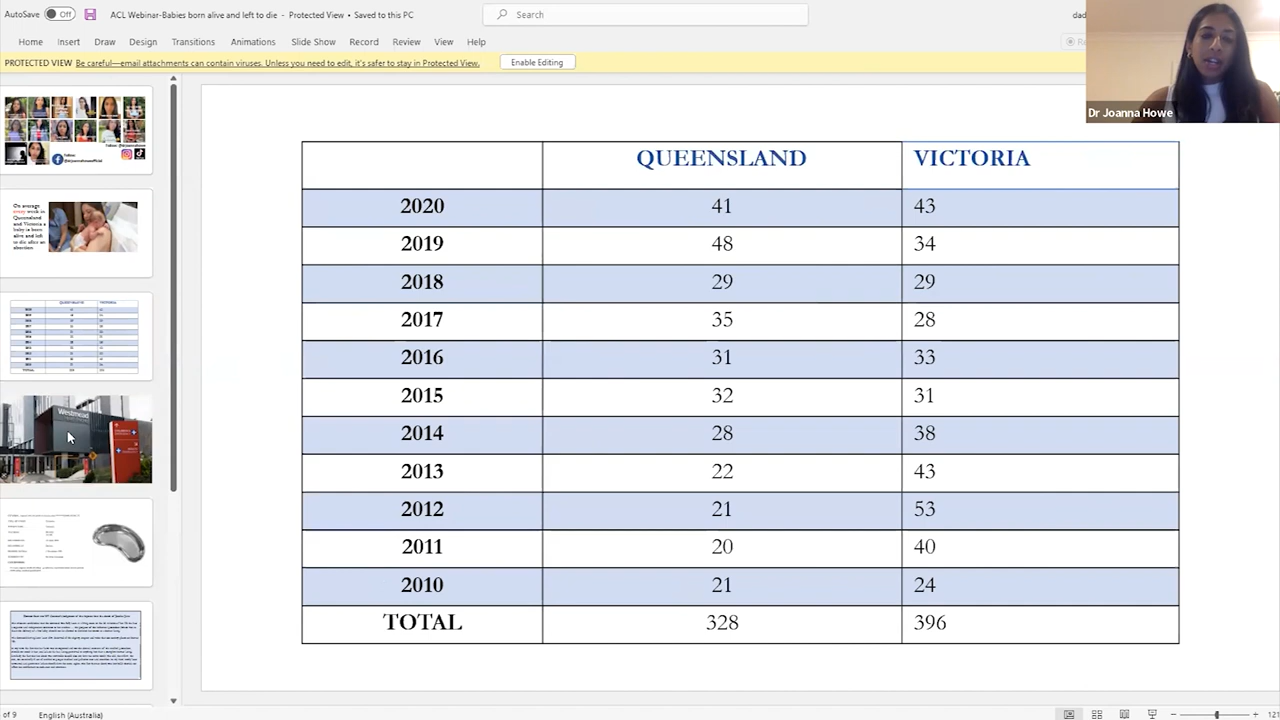 AutoSave Off ACL Webinar-Babies born alive and left to die - Protected View • Saved to this PC Search dad
Home Insert Draw Design Transitions Animations Slide Show Record Review View Help Re
PROTECTED VIEW Be careful—email attachments can contain viruses. Unless you need to edit, it's safer to stay in Protected View. Enable Editing
Dr Joanna Howe
On average
every week in
Queensland
and Victoria a
baby is born
alive and left
to die after an
abortion
Westmead
QUEENSLAND VICTORIA
2020 41 43
2019 48 34
2018 29 29
2017 35 28
2016 31 33
2015 32 31
2014 28 38
2013 22 43
2012 21 53
2011 20 40
2010 21 24
TOTAL 328 396
of 9 English (Australia) 121